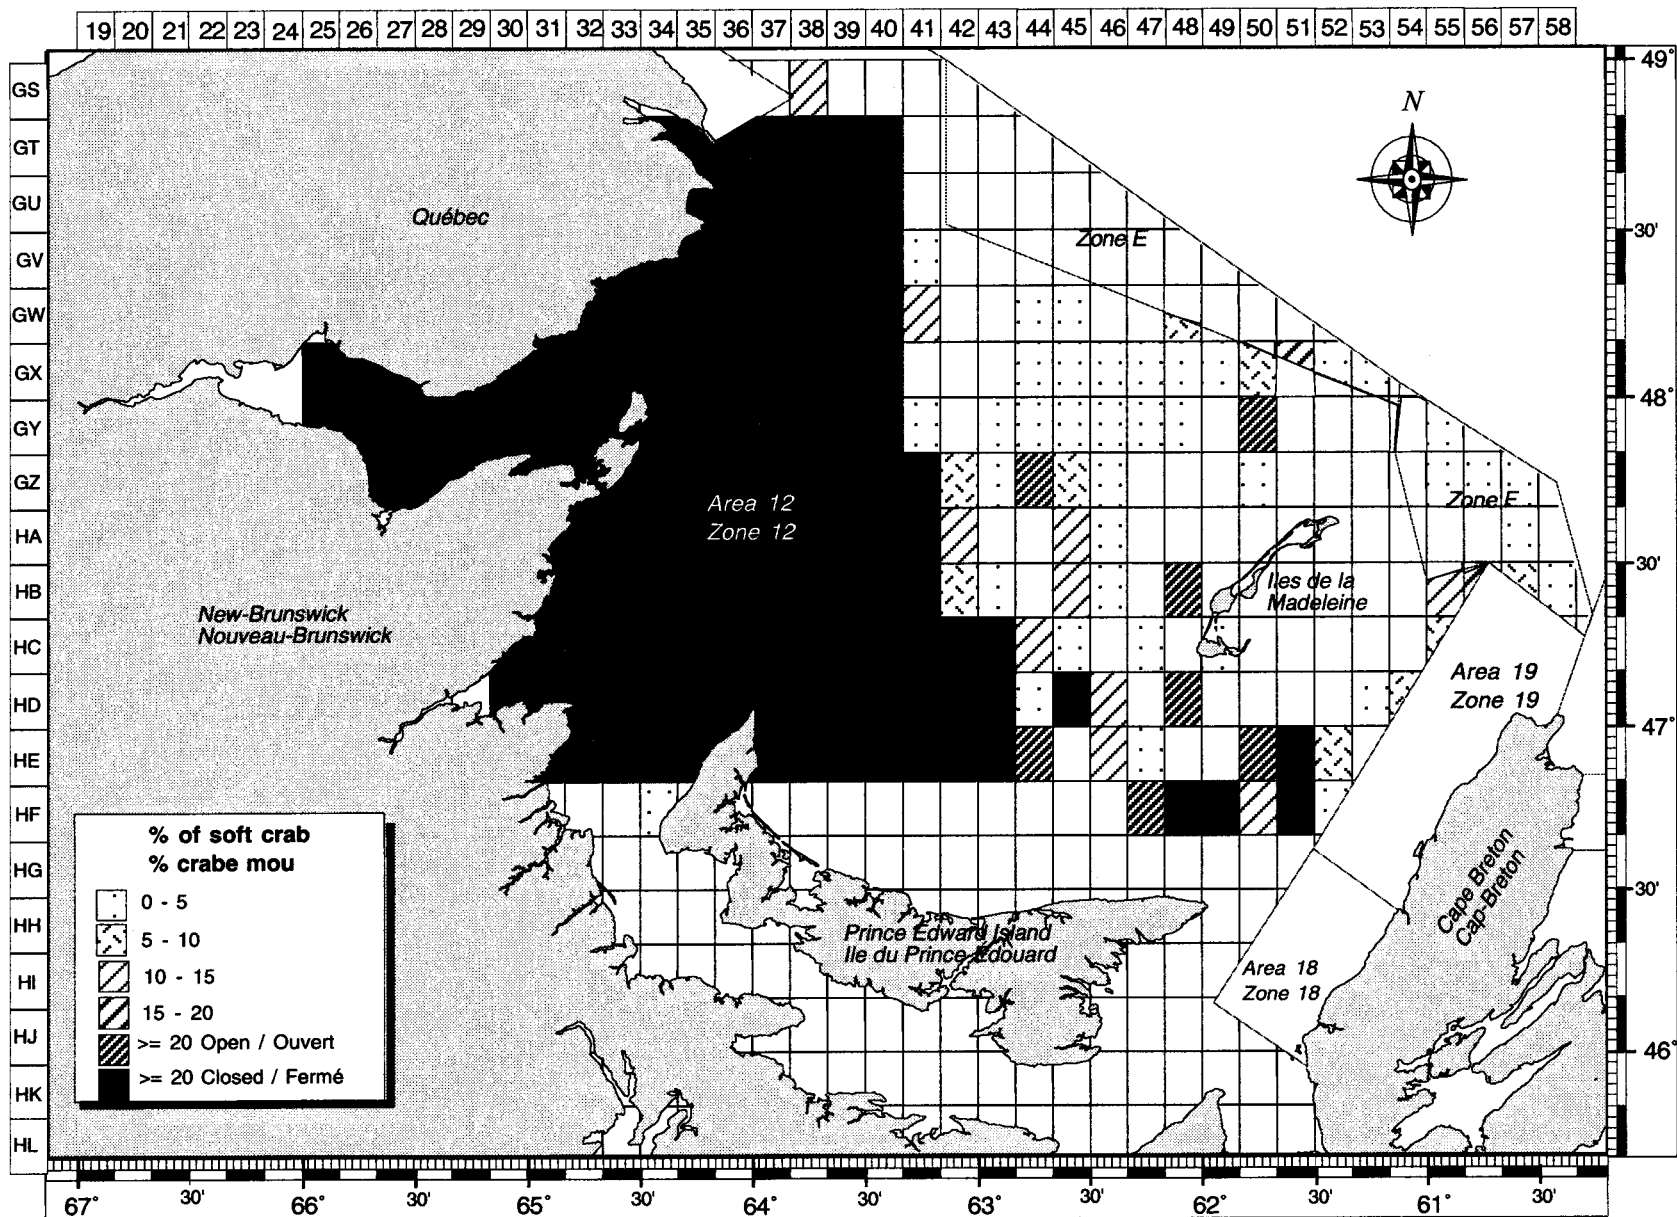 19 20 21 22 23 24 25 26 27 28 29 30 31 32 33 34 35 36 37 38 39 40 41 42 43 44 45 46 47 48 49 50 51 52 53 54 55 56 57 58
GS
GT
GU
GV
GW
GX
GY
GZ
HA
HB
HC
HD
HE
HF
HG
HH
HI
HJ
HK
HL
49°
30'
48°
30'
47°
30'
46°
N
Québec
Zone E
Area 12
Zone 12
Zone E
Iles de la
Madeleine
New-Brunswick
Nouveau-Brunswick
Area 19
Zone 19
Cape Breton
Cap-Breton
Prince Edward Island
Ile du Prince Edouard
Area 18
Zone 18
% of soft crab
% crabe mou
0 - 5
5 - 10
10 - 15
15 - 20
>= 20 Open / Ouvert
>= 20 Closed / Fermé
67° 30' 66° 30' 65° 30' 64° 30' 63° 30' 62° 30' 61° 30'